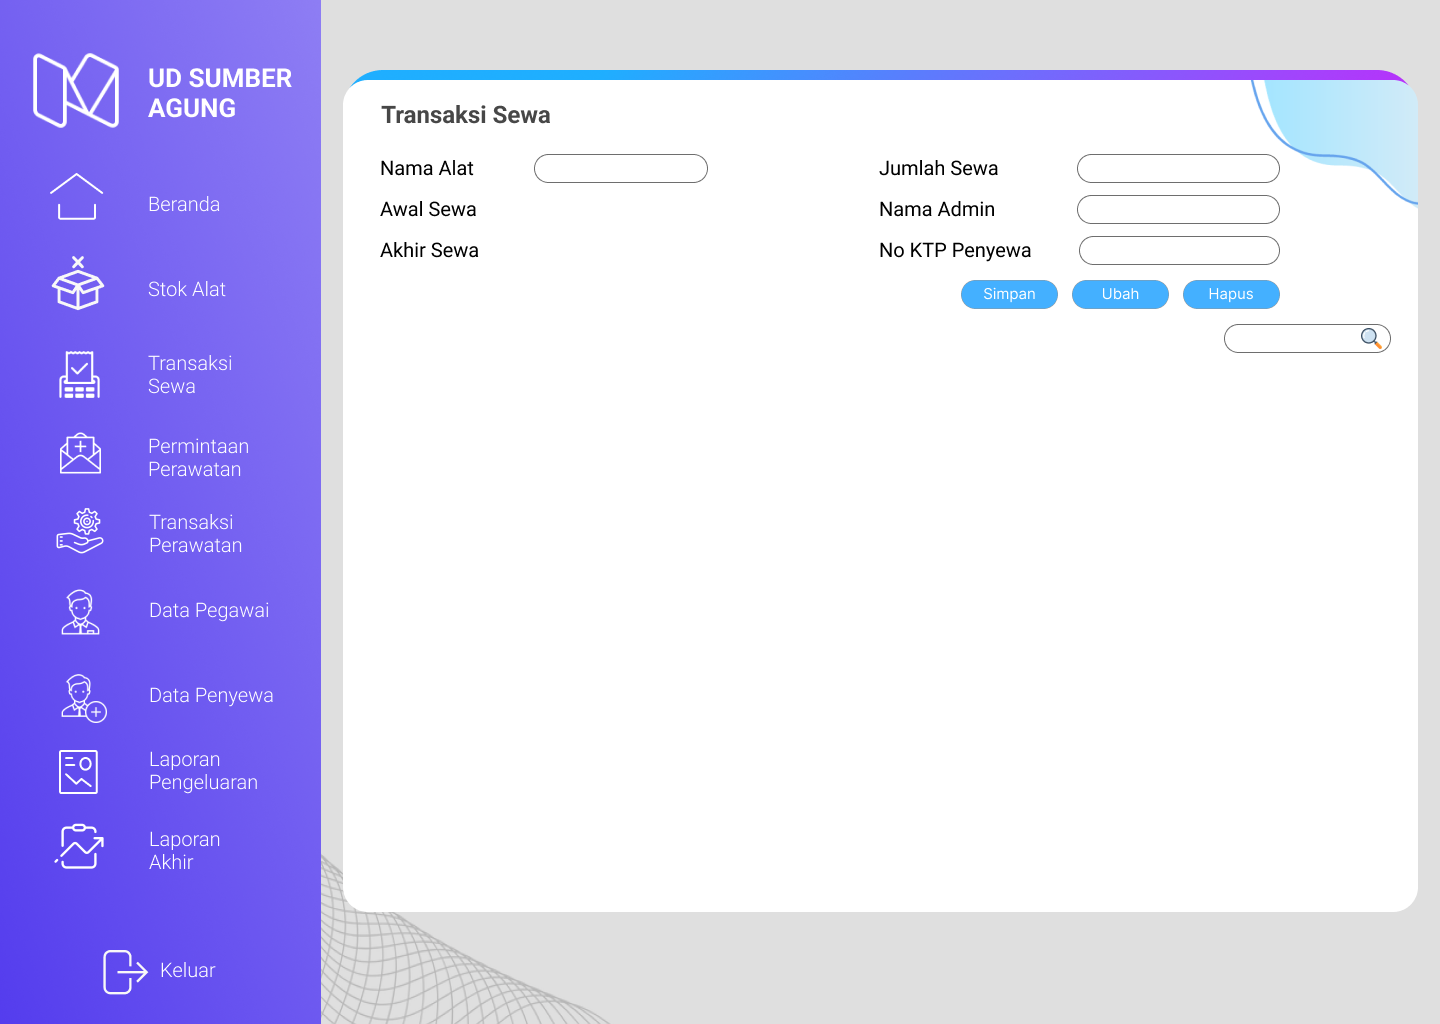 UD SUMBER
AGUNG
Beranda
Stok Alat
Transaksi
Sewa
Permintaan
Perawatan
Transaksi
Perawatan
Data Pegawai
Data Penyewa
Laporan
Pengeluaran
Laporan
Akhir
Keluar
Transaksi Sewa
Nama Alat
Awal Sewa
Akhir Sewa
Jumlah Sewa
Nama Admin
No KTP Penyewa
Simpan Ubah Hapus